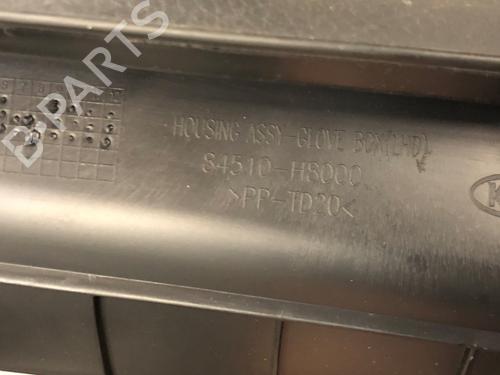 B PARTS
HOUSING ASSY-GLOVE BOX(LHD)
84510-H8000
>PP-TD20<